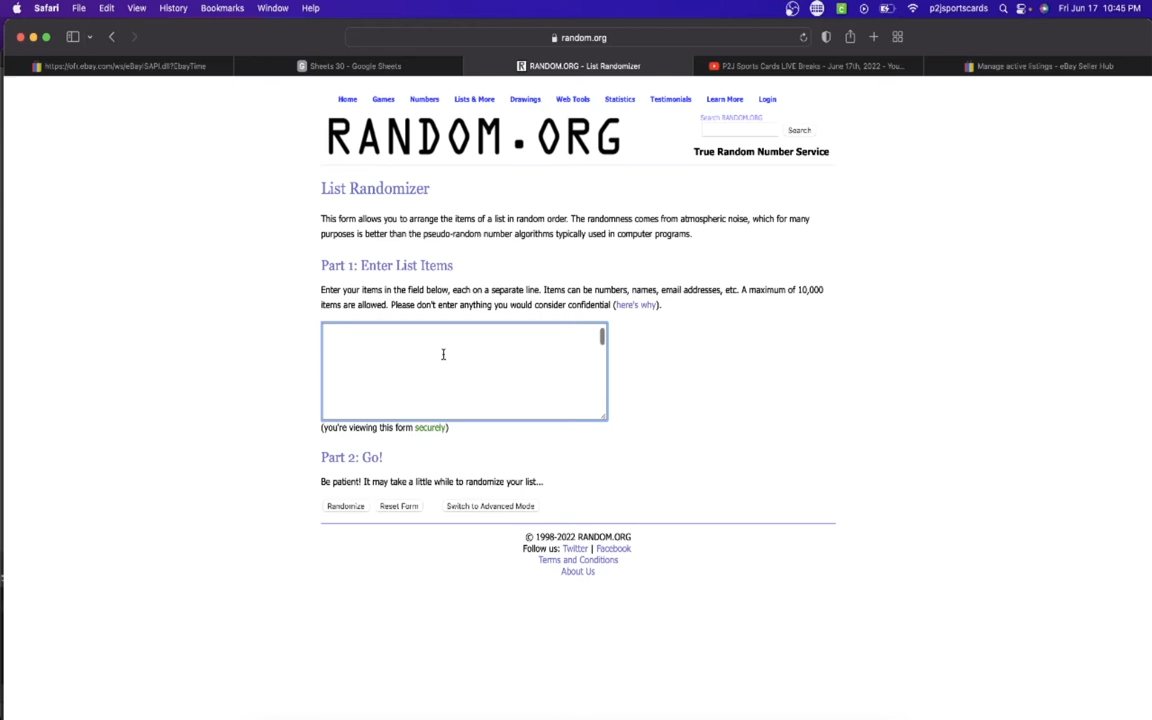 Safari File Edit View History Bookmarks Window Help p2jsportscards Fri Jun 17 10:45 PM
random.org
https://ofr.ebay.com/ws/eBayISAPI.dll?EbayTime Sheets 30 – Google Sheets RANDOM.ORG - List Randomizer P2J Sports Cards LIVE Breaks - June 17th, 2022 - You... Manage active listings - eBay Seller Hub
Home Games Numbers Lists & More Drawings Web Tools Statistics Testimonials Learn More Login
Search RANDOM.ORG
RANDOM.ORG
Search
True Random Number Service
List Randomizer
This form allows you to arrange the items of a list in random order. The randomness comes from atmospheric noise, which for many
purposes is better than the pseudo-random number algorithms typically used in computer programs.
Part 1: Enter List Items
Enter your items in the field below, each on a separate line. Items can be numbers, names, email addresses, etc. A maximum of 10,000
items are allowed. Please don't enter anything you would consider confidential (here's why).
(you're viewing this form securely)
Part 2: Go!
Be patient! It may take a little while to randomize your list...
Randomize Reset Form Switch to Advanced Mode
© 1998-2022 RANDOM.ORG
Follow us: Twitter | Facebook
Terms and Conditions
About Us